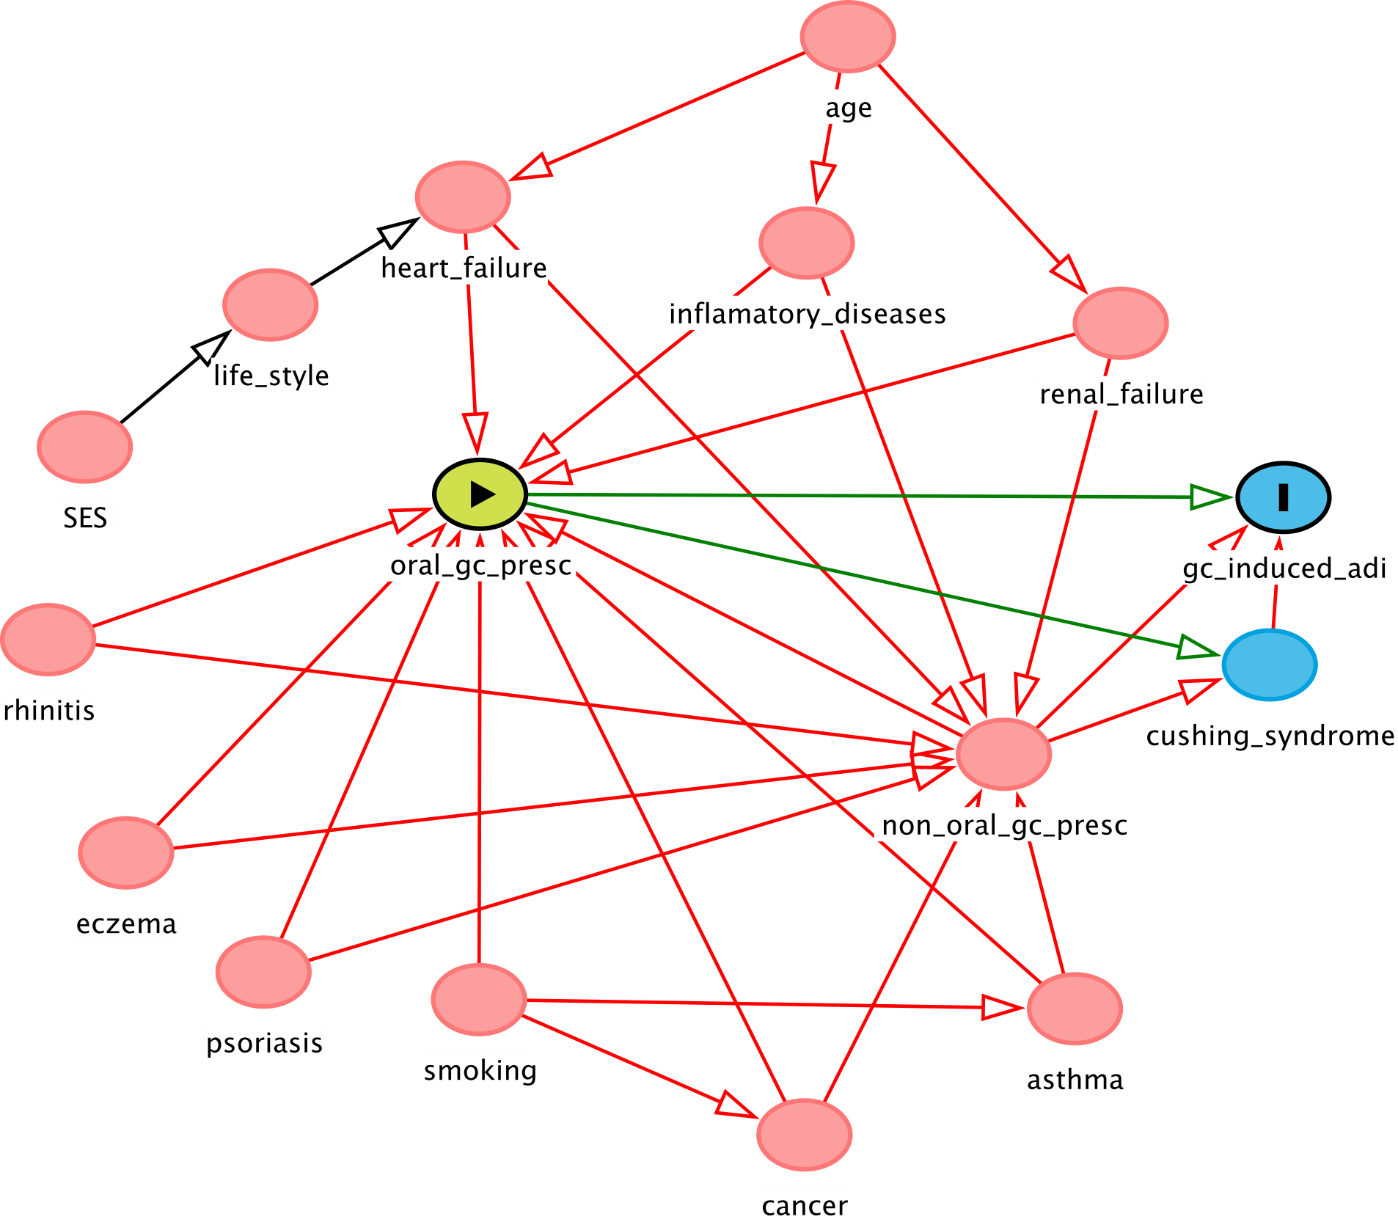 age
heart_failure
inflamatory_diseases
life_style
renal_failure
SES
oral_gc_presc
gc_induced_adi
rhinitis
cushing_syndrome
non_oral_gc_presc
eczema
psoriasis
smoking
asthma
cancer